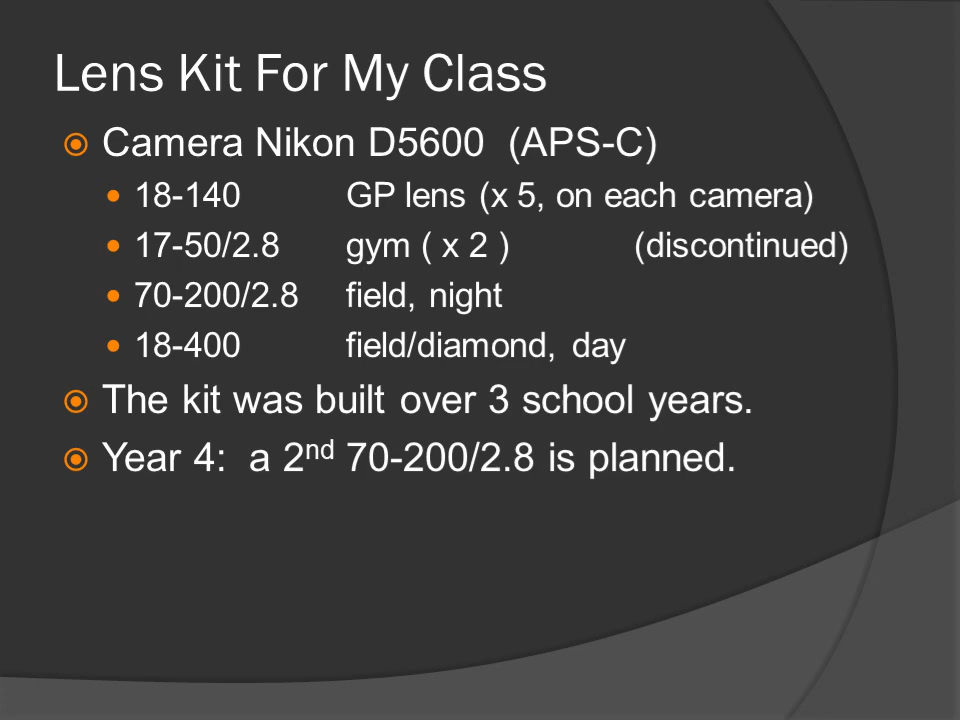 Lens Kit For My Class
Camera Nikon D5600 (APS-C)
18-140 GP lens (x 5, on each camera)
17-50/2.8 gym ( x 2 ) (discontinued)
70-200/2.8 field, night
18-400 field/diamond, day
The kit was built over 3 school years.
Year 4: a 2nd 70-200/2.8 is planned.